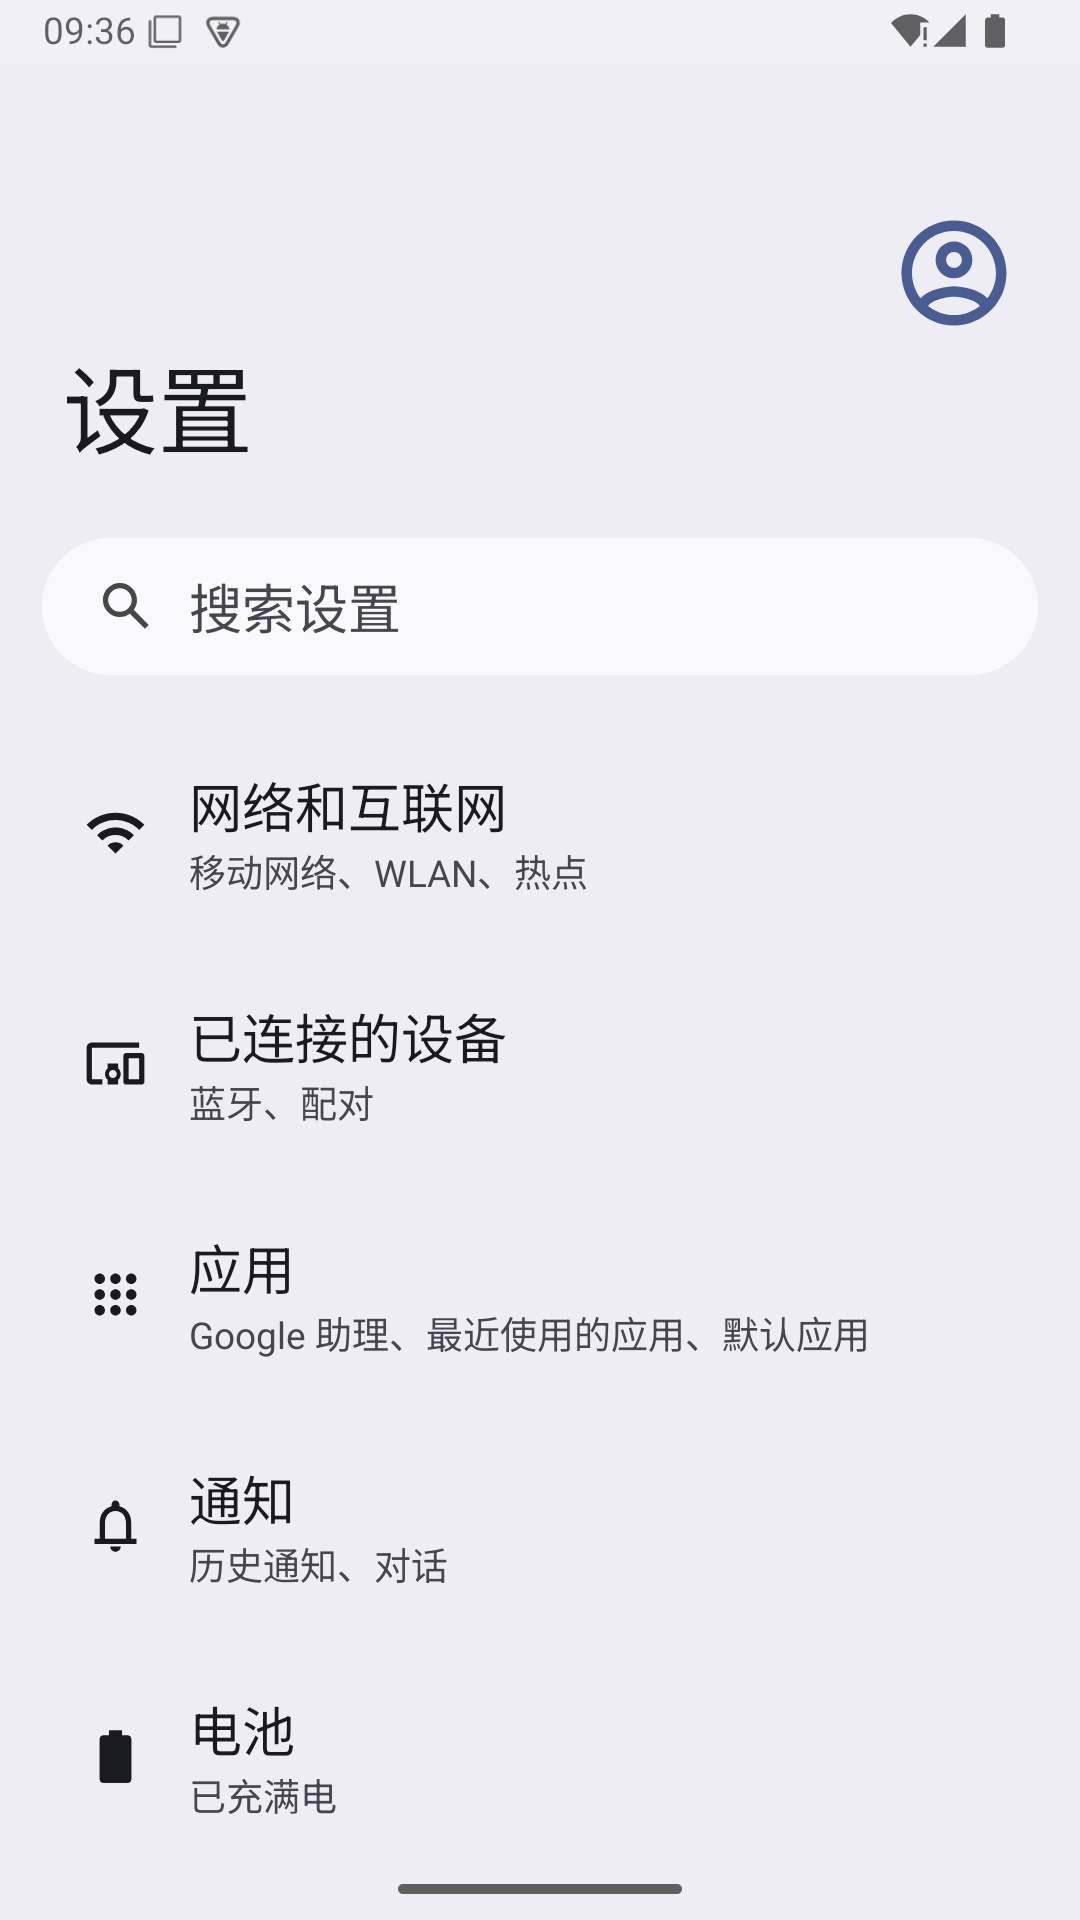 09:36
设置
搜索设置
网络和互联网
移动网络、WLAN、热点
已连接的设备
蓝牙、配对
应用
Google 助理、最近使用的应用、默认应用
通知
历史通知、对话
电池
已充满电